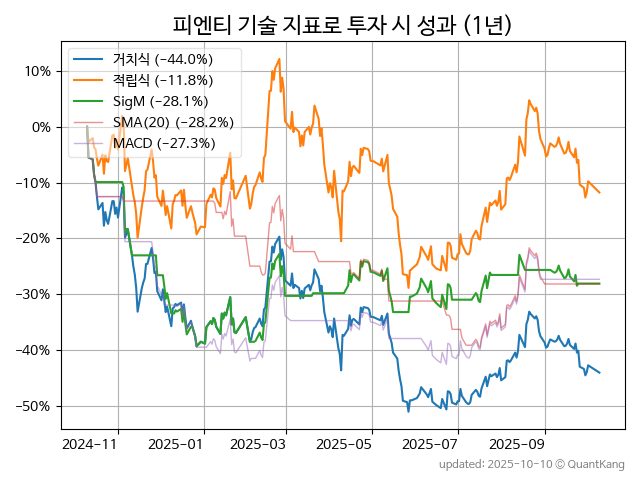 피엔티 기술 지표로 투자 시 성과 (1년)
거치식 (−44.0%)
적립식 (−11.8%)
SigM (−28.1%)
SMA(20) (−28.2%)
MACD (−27.3%)
10%
0%
−10%
−20%
−30%
−40%
−50%
2024-11 2025-01 2025-03 2025-05 2025-07 2025-09
updated: 2025-10-10 © QuantKang